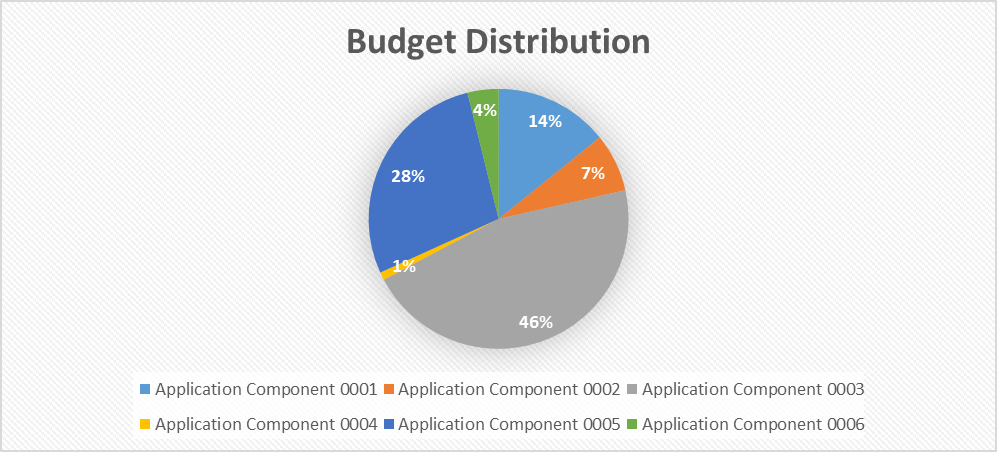 Budget Distribution
4%
14%
7%
28%
1%
46%
Application Component 0001 Application Component 0002 Application Component 0003
Application Component 0004 Application Component 0005 Application Component 0006